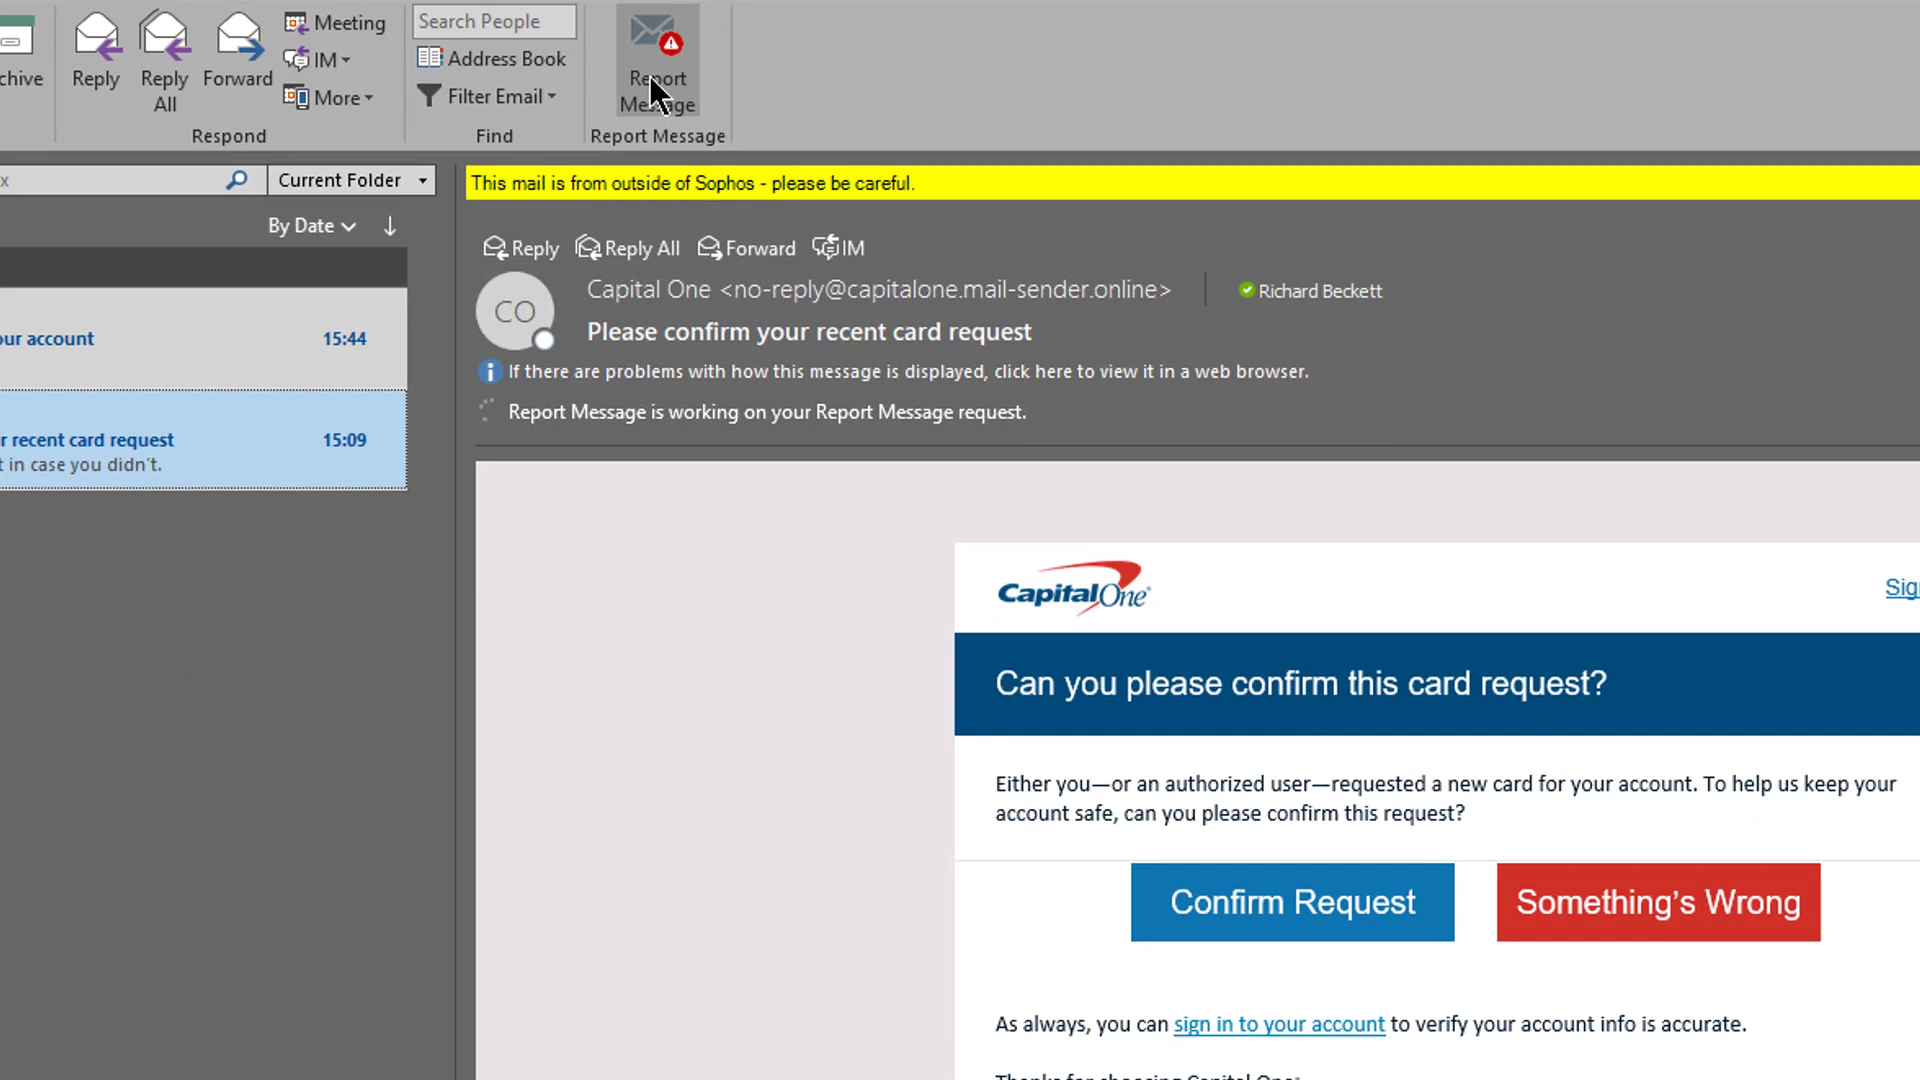 chive
Reply
Reply
All
Forward
Meeting
IM
More
Respond
Search People
Address Book
Filter Email
Find
Report
Message
Report Message
x
Current Folder
By Date
our account
15:44
r recent card request
15:09
t in case you didn't.
This mail is from outside of Sophos - please be careful.
Reply
Reply All
Forward
IM
CO
Capital One <no-reply@capitalone.mail-sender.online>
Richard Beckett
Please confirm your recent card request
If there are problems with how this message is displayed, click here to view it in a web browser.
Report Message is working on your Report Message request.
CapitalOne
Sig
Can you please confirm this card request?
Either you—or an authorized user—requested a new card for your account. To help us keep your
account safe, can you please confirm this request?
Confirm Request
Something's Wrong
As always, you can sign in to your account to verify your account info is accurate.
Thanks for choosing Capital One